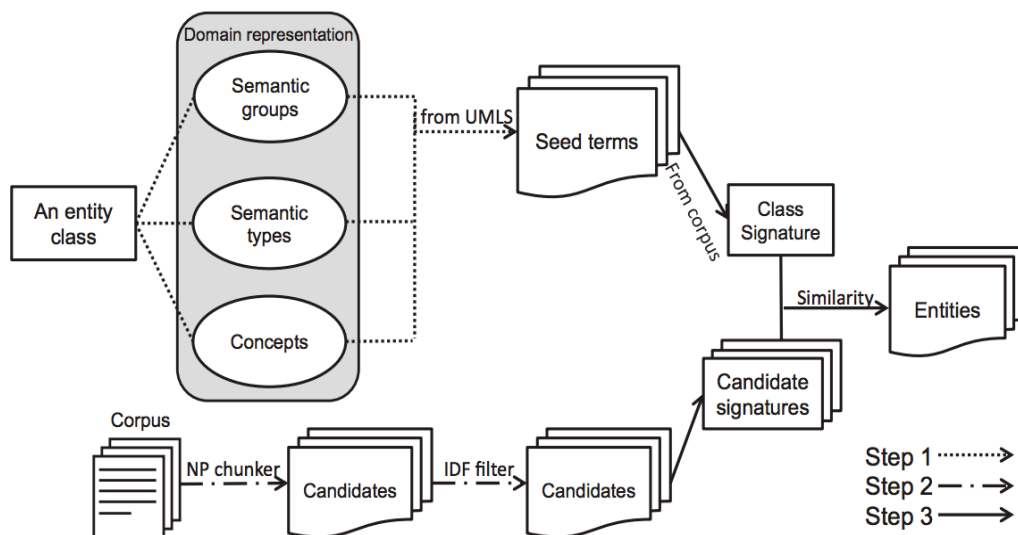 Domain representation
Semantic
groups
from UMLS
Seed terms
An entity
class
Semantic
types
From corpus
Class
Signature
Similarity
Entities
Concepts
Candidate
signatures
Corpus
NP chunker
Candidates
IDF filter
Candidates
Step 1
Step 2
Step 3